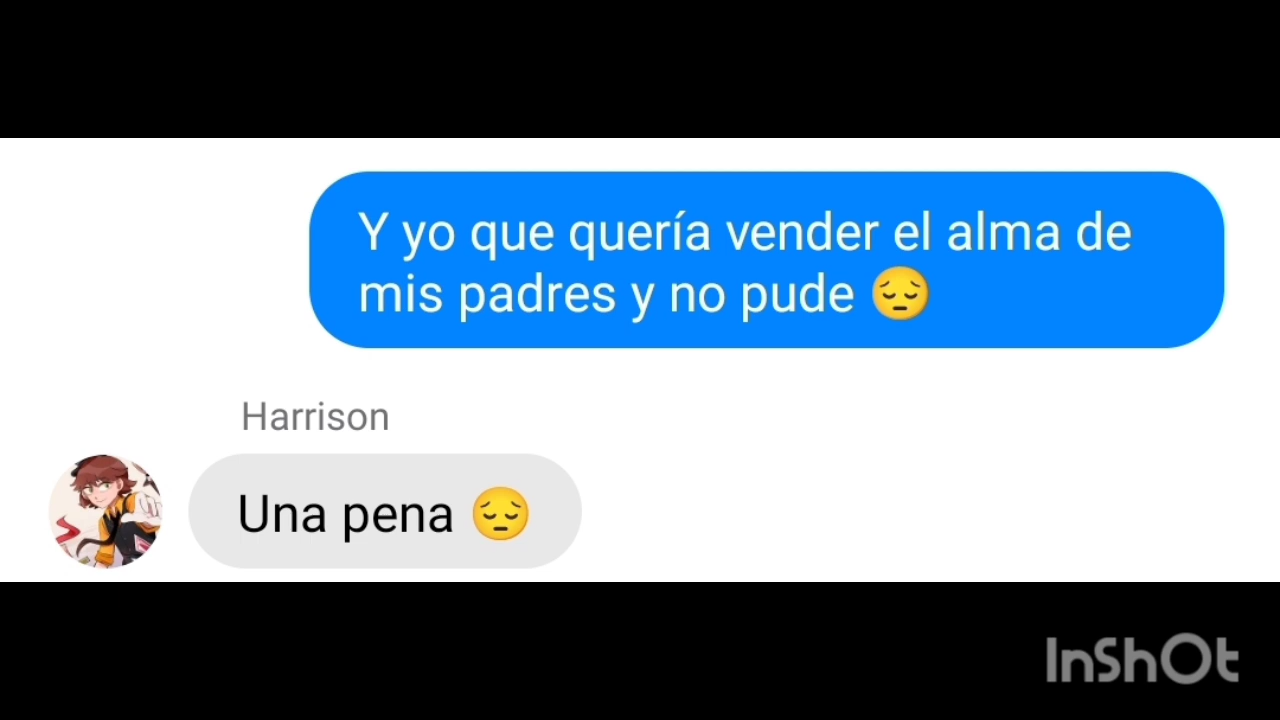 Y yo que quería vender el alma de
mis padres y no pude 😔
Harrison
Una pena 😔
InShOt